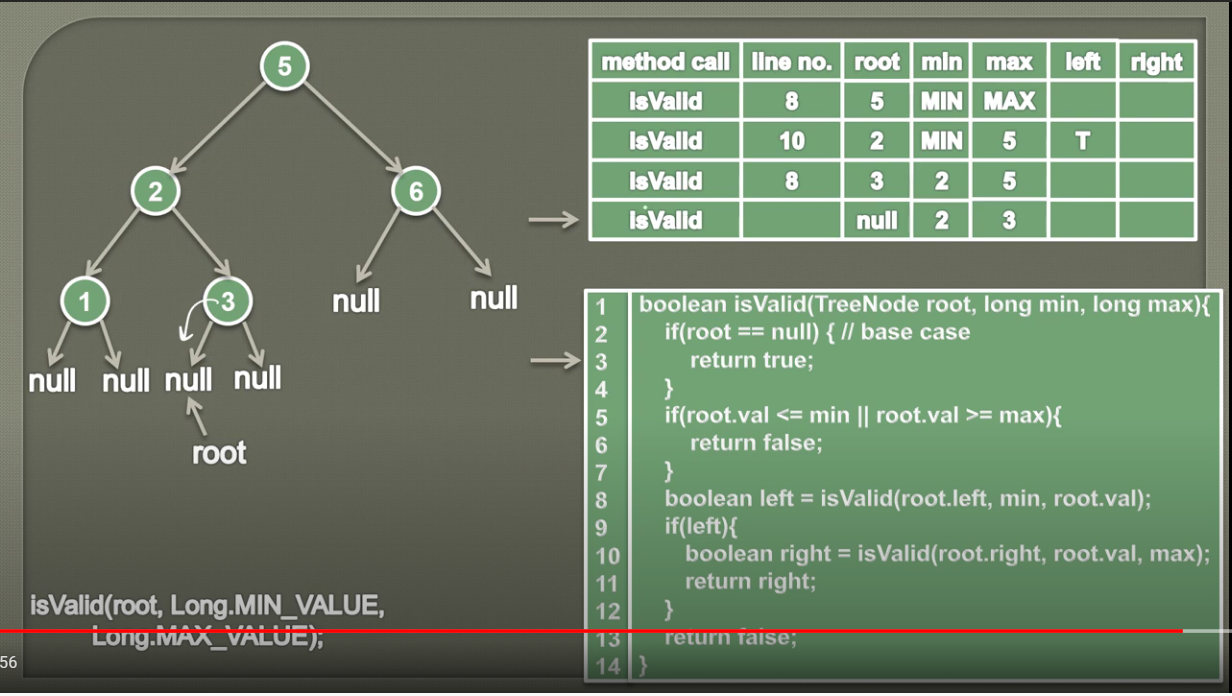 5
2
6
1
3
null
null
null
null
null
null
root
isValid(root, Long.MIN_VALUE,
Long.MAX_VALUE);
56
method call line no. root min max left right
isValid 8 5 MIN MAX
isValid 10 2 MIN 5 T
isValid 8 3 2 5
isValid null 2 3
1 boolean isValid(TreeNode root, long min, long max){
2 if(root == null) { // base case
3 return true;
4 }
5 if(root.val <= min || root.val >= max){
6 return false;
7 }
8 boolean left = isValid(root.left, min, root.val);
9 if(left){
10 boolean right = isValid(root.right, root.val, max);
11 return right;
12 }
13 return false;
14 }